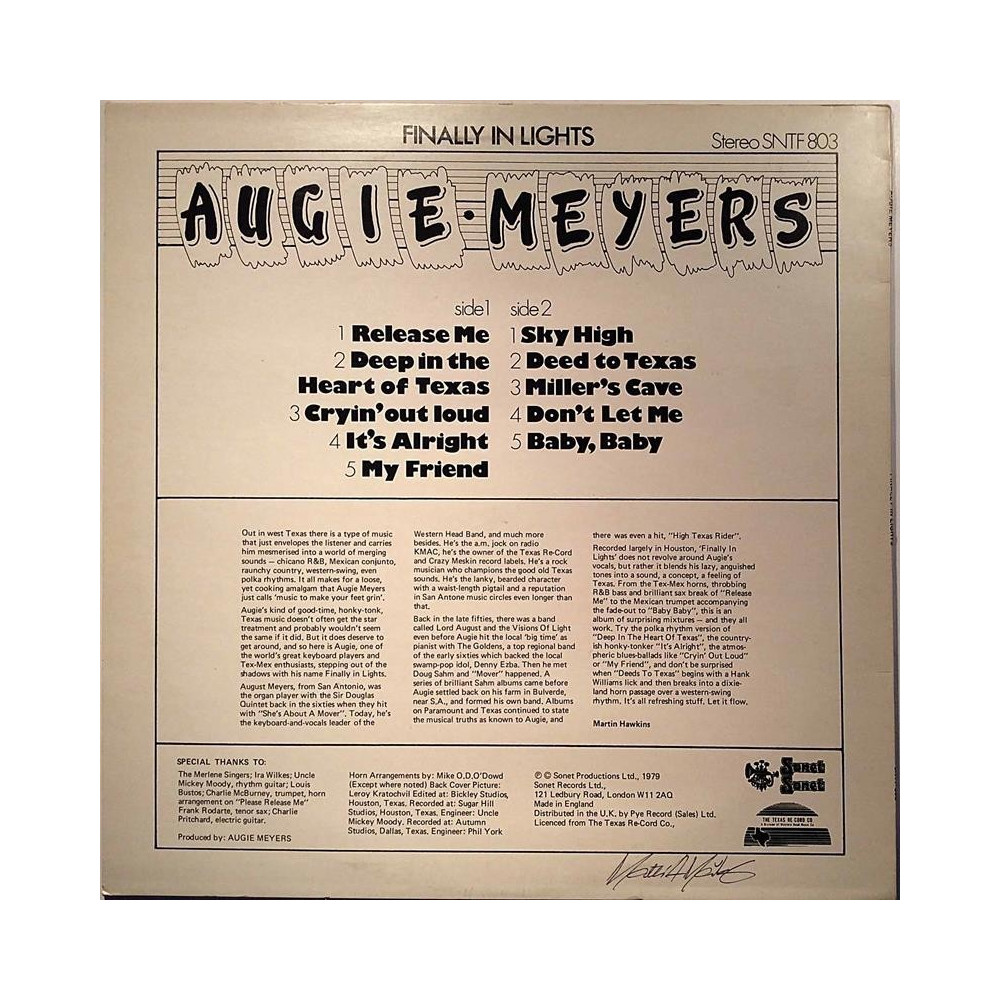 FINALLY IN LIGHTS
Stereo SNTF 803
AUGIE · MEYERS
side 1
1 Release Me
2 Deep in the
Heart of Texas
3 Cryin' out loud
4 It's Alright
5 My Friend
side 2
1 Sky High
2 Deed to Texas
3 Miller's Cave
4 Don't Let Me
5 Baby, Baby
Out in west Texas there is a type of music
that just envelopes the listener and carries
him mesmerised into a world of merging
sounds — chicano R&B, Mexican conjunto,
raunchy country, western-swing, even
polka rhythms. It all makes for a loose,
yet cooking amalgam that Augie Meyers
just calls 'music to make your feet grin'.
Augie's kind of good-time, honky-tonk,
Texas music doesn't often get the star
treatment and probably wouldn't seem
the same if it did. But it does deserve to
get around, and so here is Augie, one of
the world's great keyboard players and
Tex-Mex enthusiasts, stepping out of the
shadows with his name Finally in Lights.
August Meyers, from San Antonio, was
the organ player with the Sir Douglas
Quintet back in the sixties when they hit
with "She's About A Mover". Today, he's
the keyboard-and-vocals leader of the
Western Head Band, and much more
besides. He's the a.m. jock on radio
KMAC, he's the owner of the Texas Re-Cord
and Crazy Meskin record labels. He's a rock
musician who champions the good old Texas
sounds. He's the lanky, bearded character
with a waist-length pigtail and a reputation
in San Antone music circles even longer than
that.
Back in the late fifties, there was a band
called Lord August and the Visions Of Light
even before Augie hit the local 'big time' as
pianist with The Goldens, a top regional band
of the early sixties which backed the local
swamp-pop idol, Denny Ezba. Then he met
Doug Sahm and "Mover" happened. A
series of brilliant Sahm albums came before
Augie settled back on his farm in Bulverde,
near S.A., and formed his own band. Albums
on Paramount and Texas continued to state
the musical truths as known to Augie, and
there was even a hit, "High Texas Rider".
Recorded largely in Houston, 'Finally In
Lights' does not revolve around Augie's
vocals, but rather it blends his lazy, anguished
tones into a sound, a concept, a feeling of
Texas. From the Tex-Mex horns, throbbing
R&B bass and brilliant sax break of "Release
Me" to the Mexican trumpet accompanying
the fade-out to "Baby Baby", this is an
album of surprising mixtures — and they all
work. Try the polka rhythm version of
"Deep In The Heart Of Texas", the country-
ish honky-tonker "It's Alright", the atmos-
pheric blues-ballads like "Cryin' Out Loud"
or "My Friend", and don't be surprised
when "Deeds To Texas" begins with a Hank
Williams lick and then breaks into a dixie-
land horn passage over a western-swing
rhythm. It's all refreshing stuff. Let it flow.
Martin Hawkins
SPECIAL THANKS TO:
The Merlene Singers; Ira Wilkes; Uncle
Mickey Moody, rhythm guitar; Louis
Bustos; Charlie McBurney, trumpet, horn
arrangement on "Please Release Me"
Frank Rodarte, tenor sax; Charlie
Pritchard, electric guitar.
Produced by: AUGIE MEYERS
Horn Arrangements by: Mike O.D.O'Dowd
(Except where noted) Back Cover Picture:
Leroy Kratochvil Edited at: Bickley Studios,
Houston, Texas. Recorded at: Sugar Hill
Studios, Houston, Texas, Engineer: Uncle
Mickey Moody. Recorded at: Autumn
Studios, Dallas, Texas, Engineer: Phil York
℗ © Sonet Productions Ltd., 1979
Sonet Records Ltd.,
121 Ledbury Road, London W11 2AQ
Made in England
Distributed in the U.K. by Pye Record (Sales) Ltd.
Licenced from The Texas Re-Cord Co.,
Sonet
Sonet
THE TEXAS RE-CORD CO